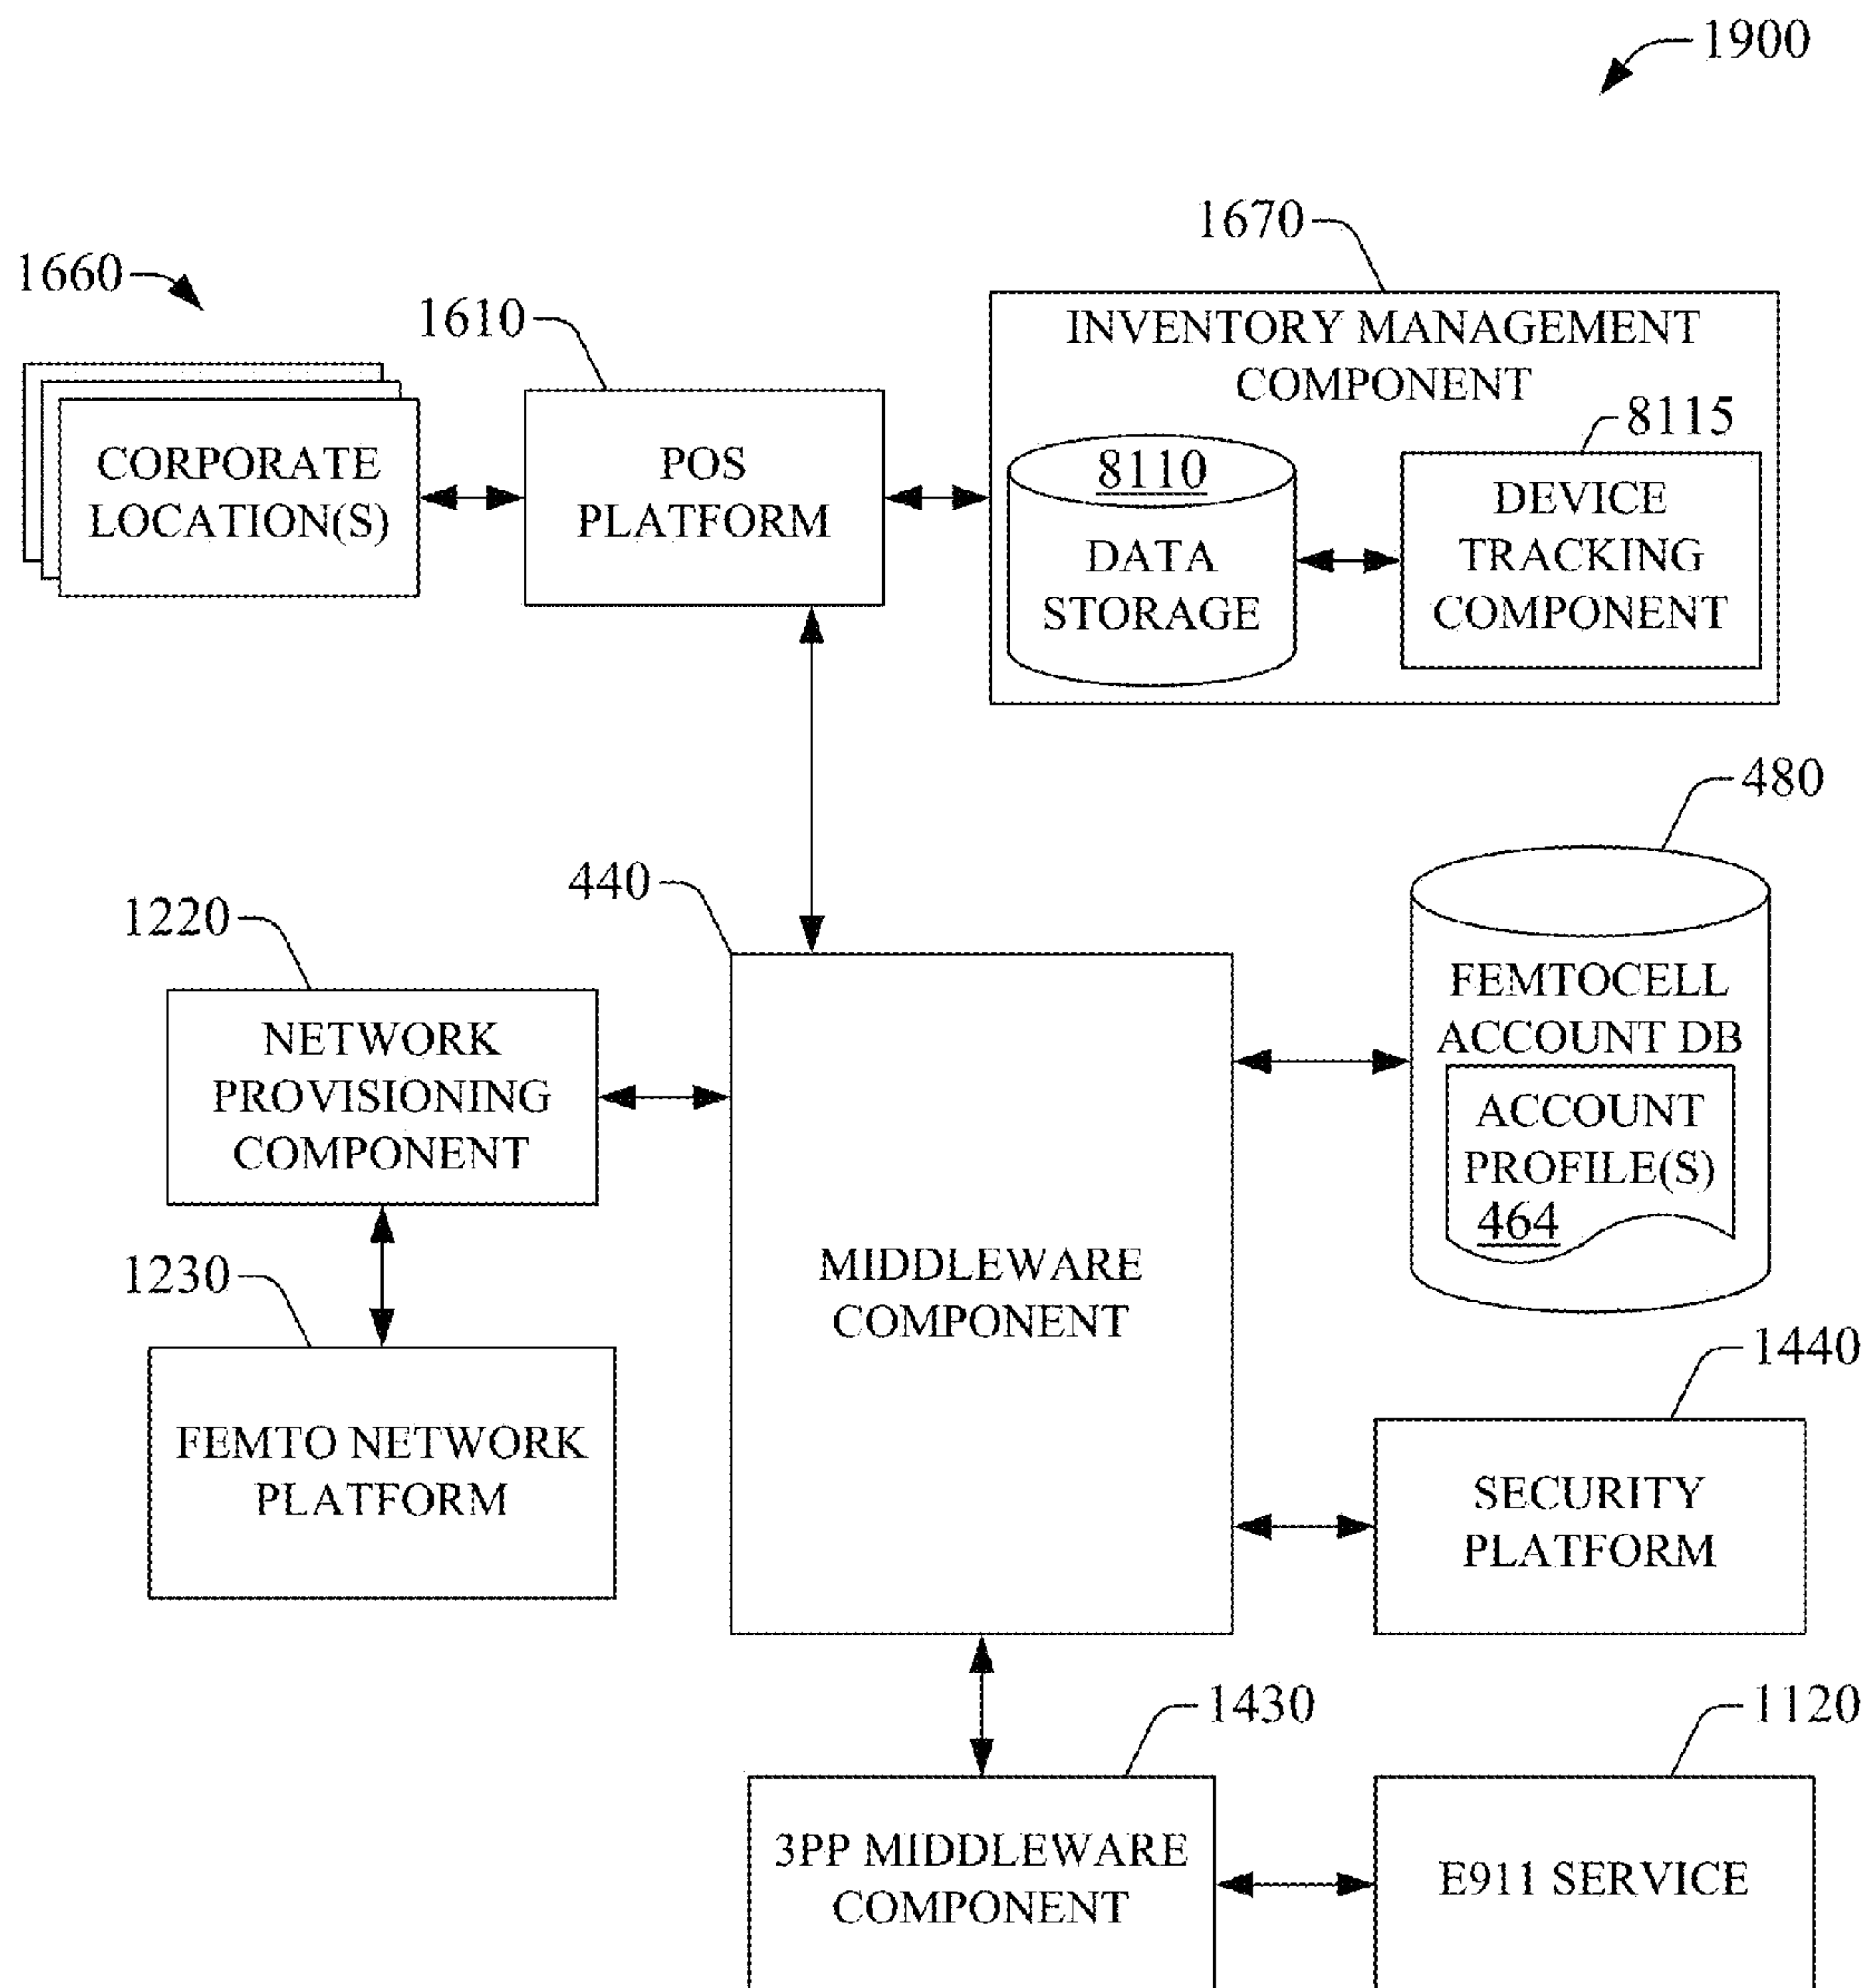 1900
1670
1660
1610
INVENTORY MANAGEMENT
COMPONENT
8115
8110
CORPORATE
LOCATION(S)
POS
PLATFORM
DATA
STORAGE
DEVICE
TRACKING
COMPONENT
480
440
1220
FEMTOCELL
ACCOUNT DB
NETWORK
PROVISIONING
COMPONENT
ACCOUNT
PROFILE(S)
464
1230
MIDDLEWARE
COMPONENT
1440
FEMTO NETWORK
PLATFORM
SECURITY
PLATFORM
1430
1120
3PP MIDDLEWARE
COMPONENT
E911 SERVICE